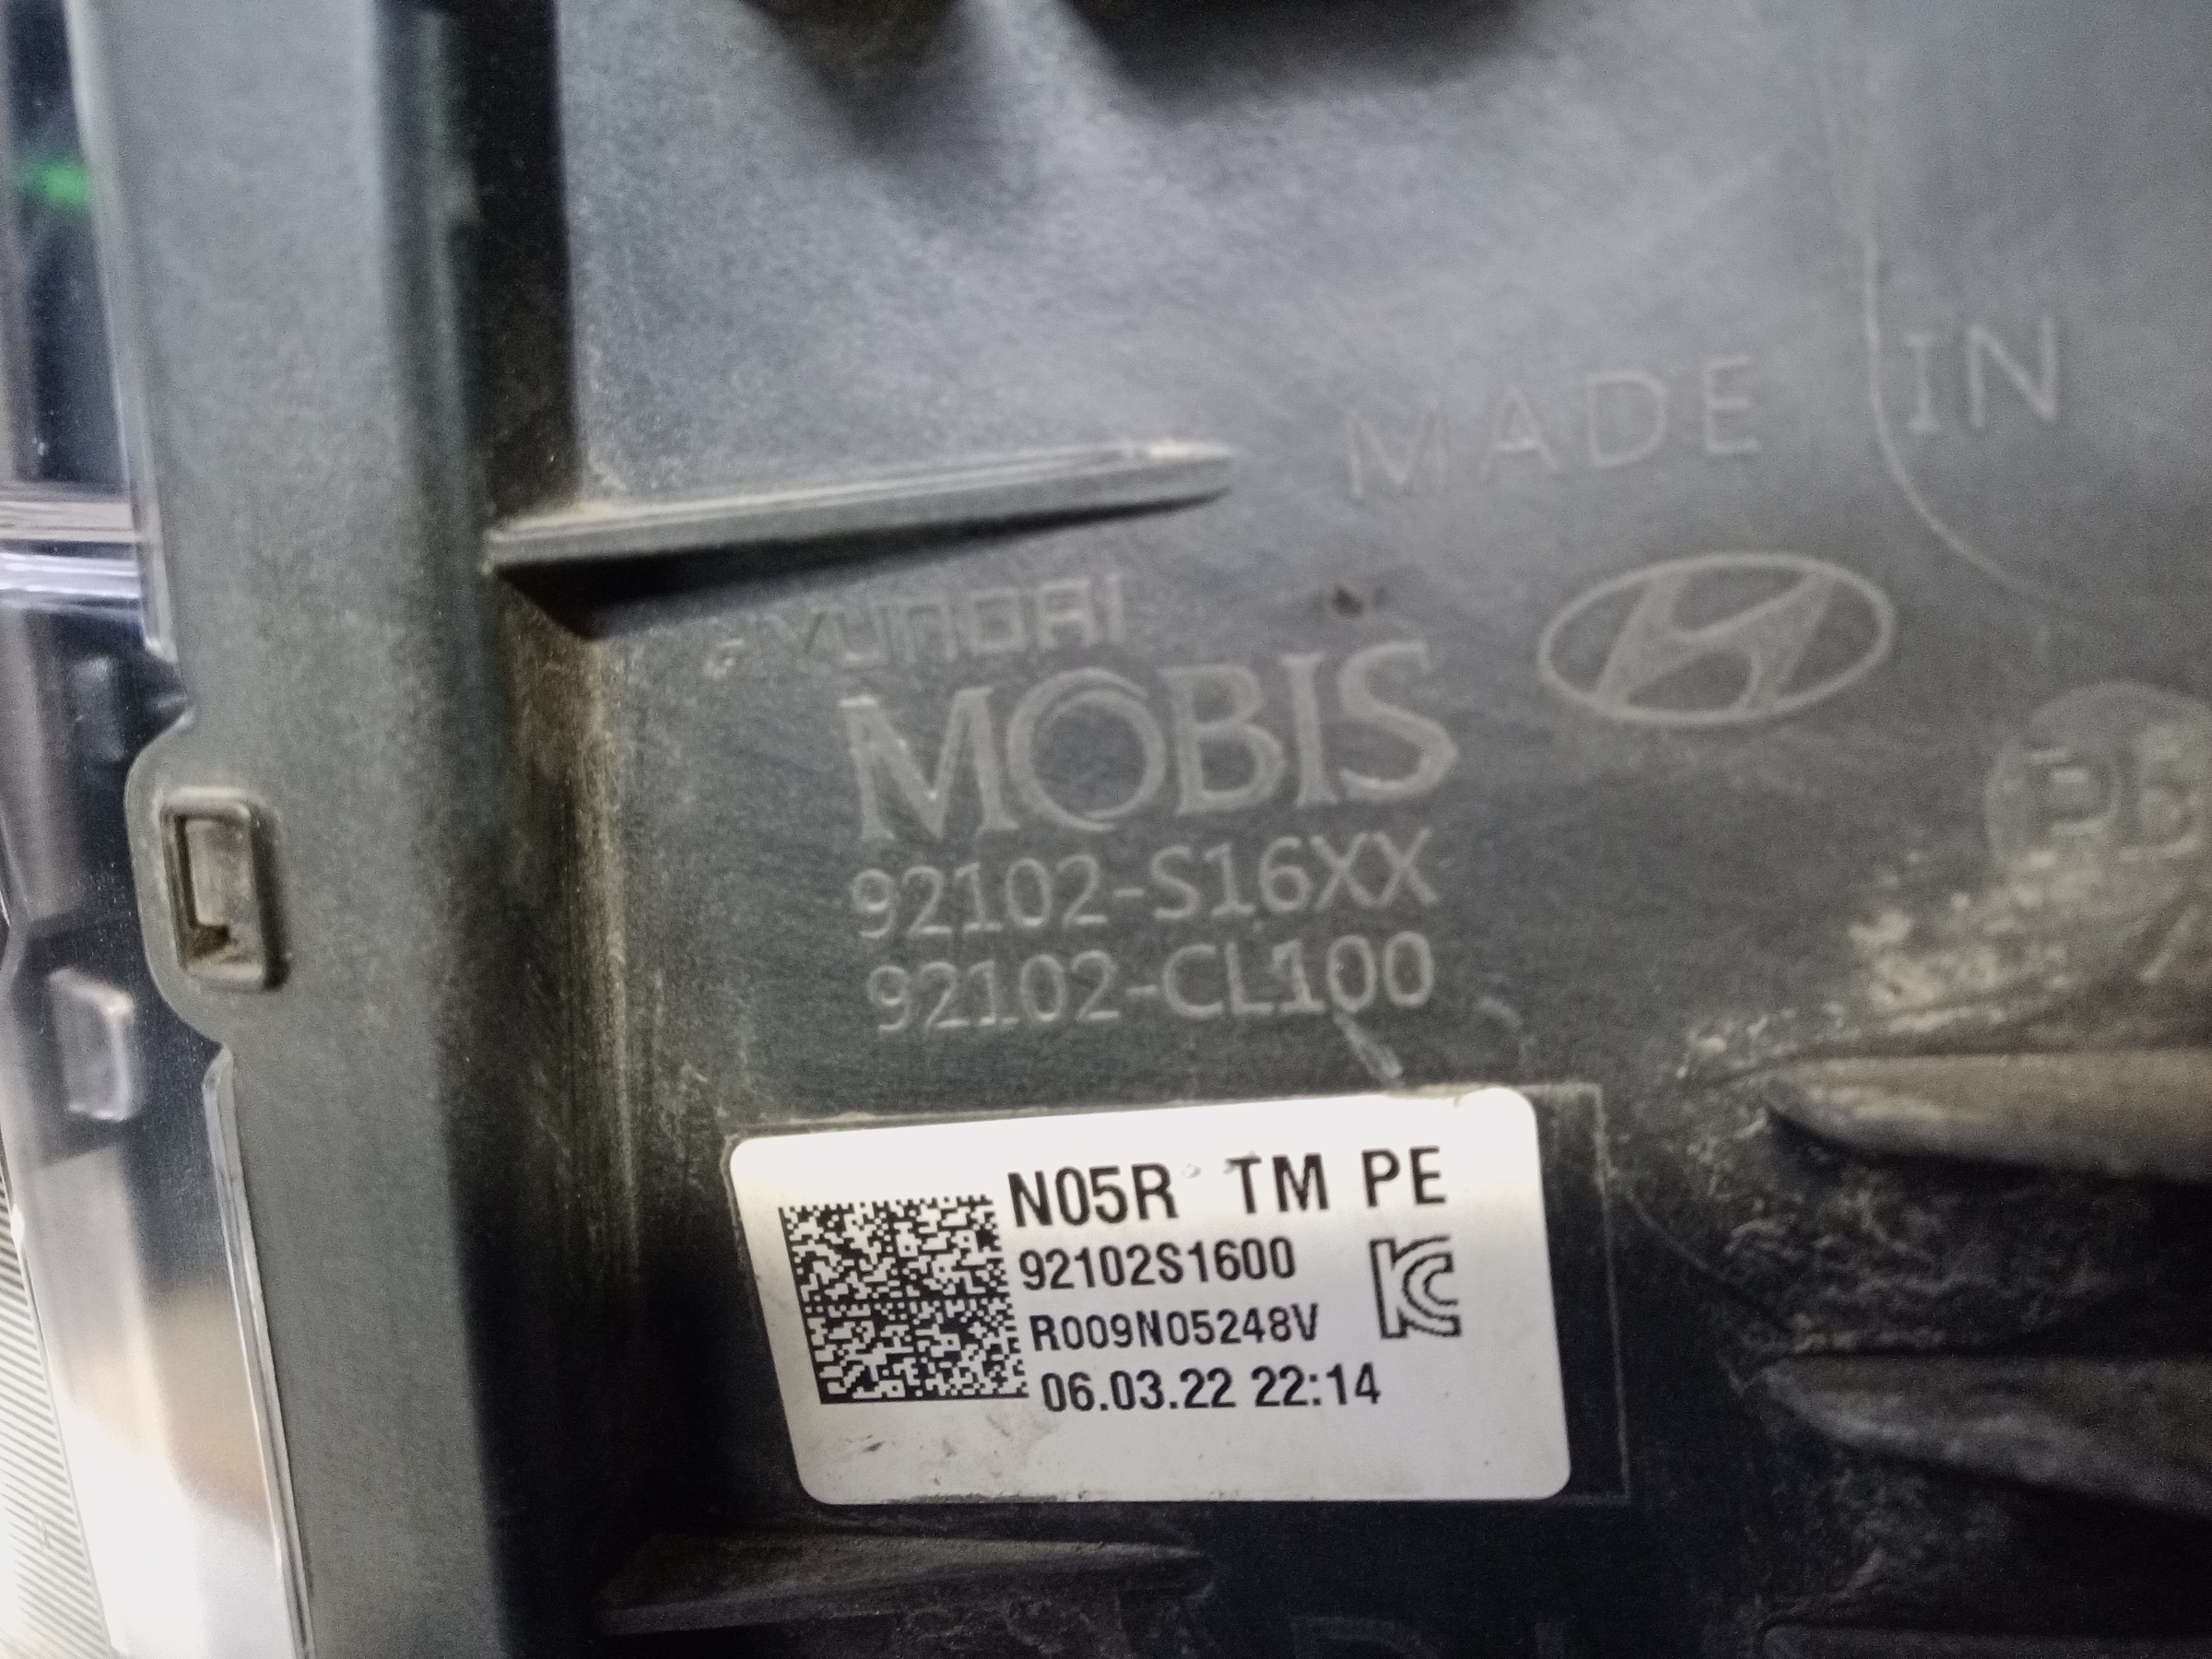 MADE IN
HYUNDAI
MOBIS
92102-S16XX
92102-CL100
N05R TM PE
92102S1600
R009N05248V
06.03.22 22:14